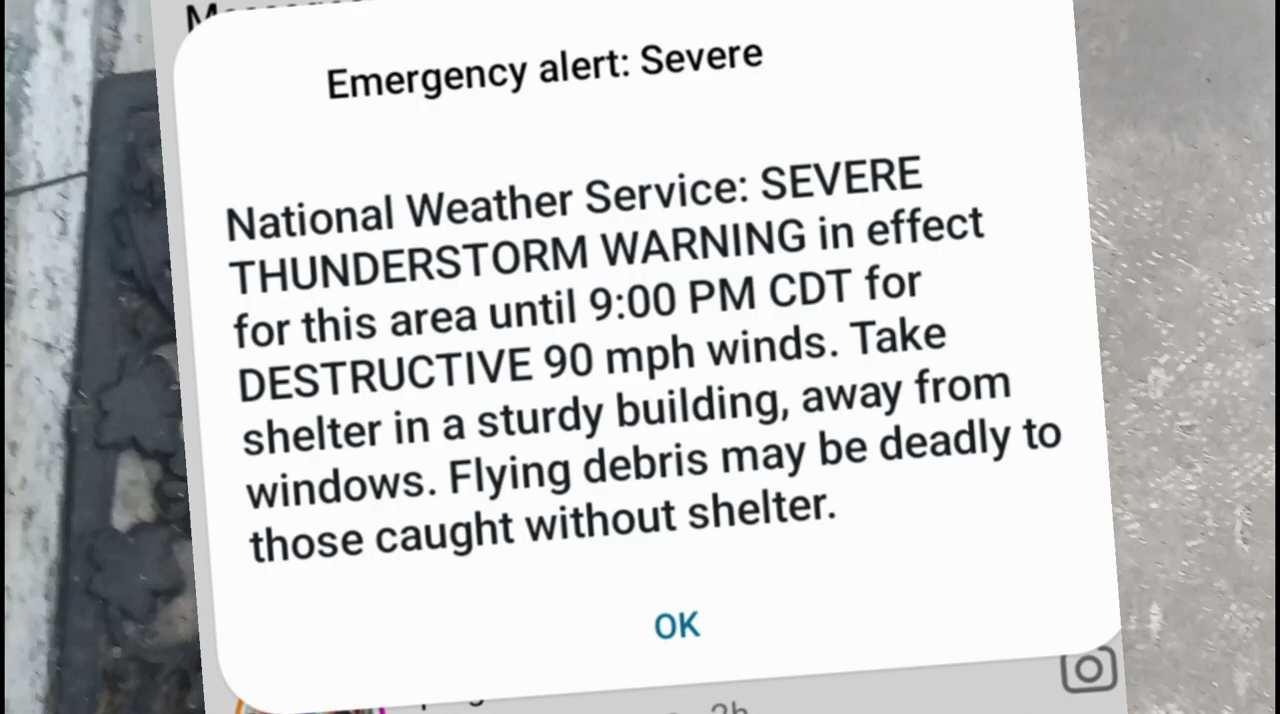 Emergency alert: Severe
National Weather Service: SEVERE
THUNDERSTORM WARNING in effect
for this area until 9:00 PM CDT for
DESTRUCTIVE 90 mph winds. Take
shelter in a sturdy building, away from
windows. Flying debris may be deadly to
those caught without shelter.
OK
2h